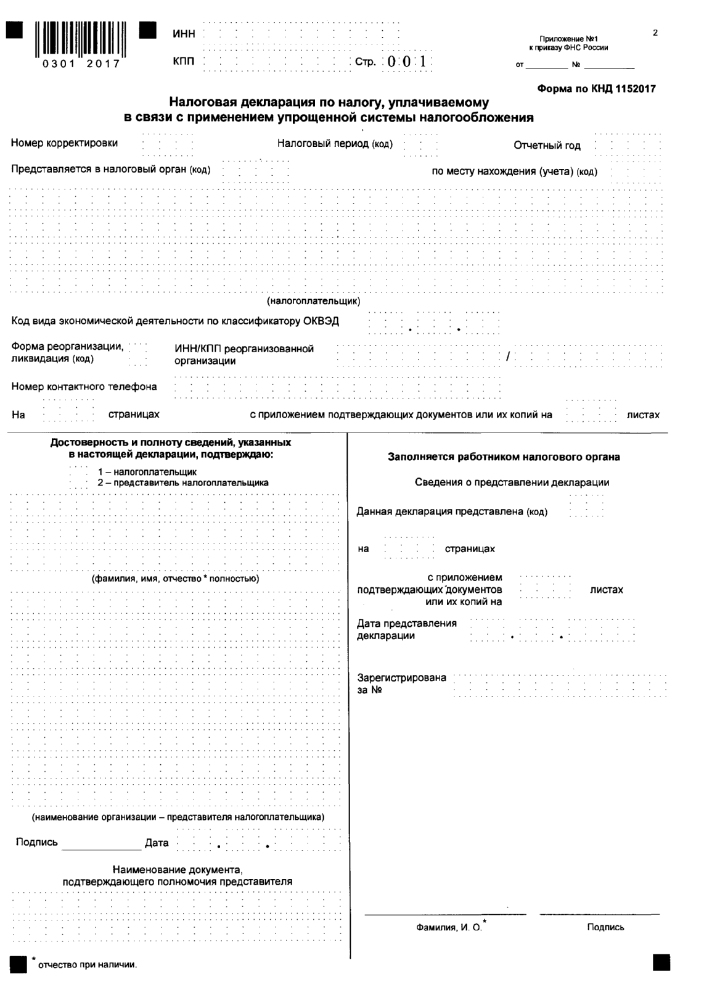 0301 2017
ИНН
КПП
Стр. 001
2
Приложение №1
к приказу ФНС России
от ________ № ________
Форма по КНД 1152017
Налоговая декларация по налогу, уплачиваемому
в связи с применением упрощенной системы налогообложения
Номер корректировки Налоговый период (код) Отчетный год
Представляется в налоговый орган (код) по месту нахождения (учета) (код)
(налогоплательщик)
Код вида экономической деятельности по классификатору ОКВЭД . .
Форма реорганизации,
ликвидация (код)
ИНН/КПП реорганизованной
организации
/
Номер контактного телефона
На страницах с приложением подтверждающих документов или их копий на листах
Достоверность и полноту сведений, указанных
в настоящей декларации, подтверждаю:
1 – налогоплательщик
2 – представитель налогоплательщика
(фамилия, имя, отчество * полностью)
(наименование организации – представителя налогоплательщика)
Подпись ________ Дата . .
Наименование документа,
подтверждающего полномочия представителя
Заполняется работником налогового органа
Сведения о представлении декларации
Данная декларация представлена (код)
на страницах
с приложением
подтверждающих документов
или их копий на
листах
Дата представления
декларации . .
Зарегистрирована
за №
Фамилия, И. О.* Подпись
* отчество при наличии.